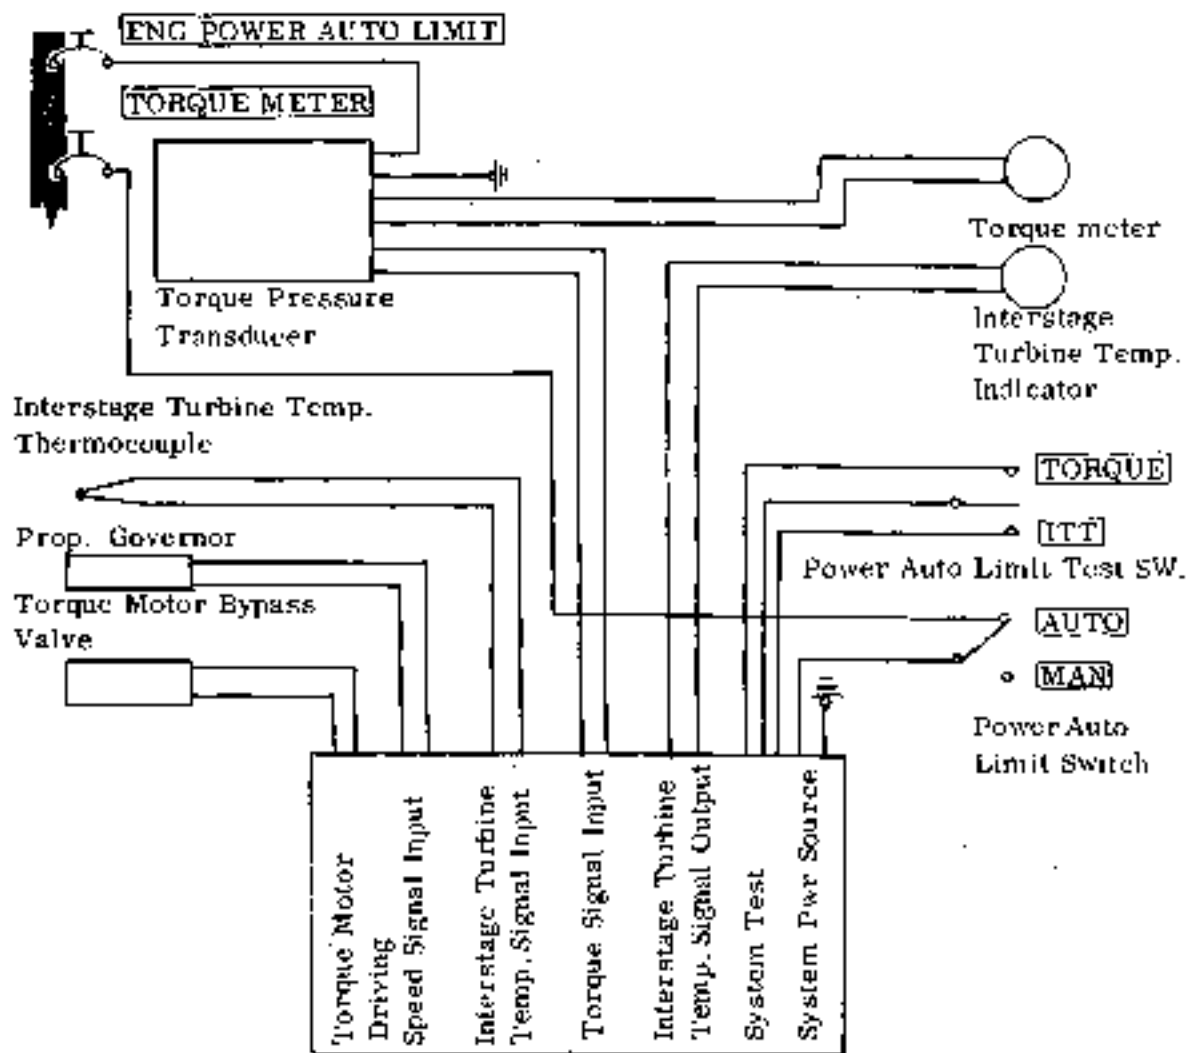 ENG POWER AUTO LIMIT
TORQUE METER
Torque meter
Torque Pressure
Transducer
Interstage
Turbine Temp.
Indicator
Interstage Turbine Temp.
Thermocouple
TORQUE
Prop. Governor
ITT
Power Auto Limit Test SW.
Torque Motor Bypass
Valve
AUTO
MAN
Power Auto
Limit Switch
Torque Motor
Driving
Speed Signal Input
Interstage Turbine
Temp. Signal Input
Torque Signal Input
Interstage Turbine
Temp. Signal Output
System Test
System Pwr Source